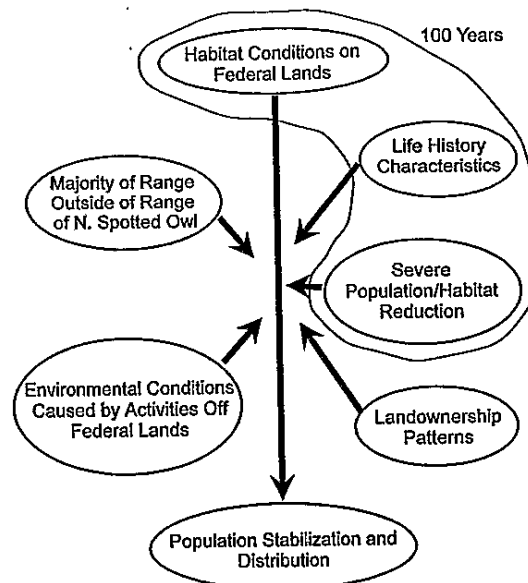 100 Years
Habitat Conditions on
Federal Lands
Life History
Characteristics
Majority of Range
Outside of Range
of N. Spotted Owl
Severe
Population/Habitat
Reduction
Environmental Conditions
Caused by Activities Off
Federal Lands
Landownership
Patterns
Population Stabilization and
Distribution